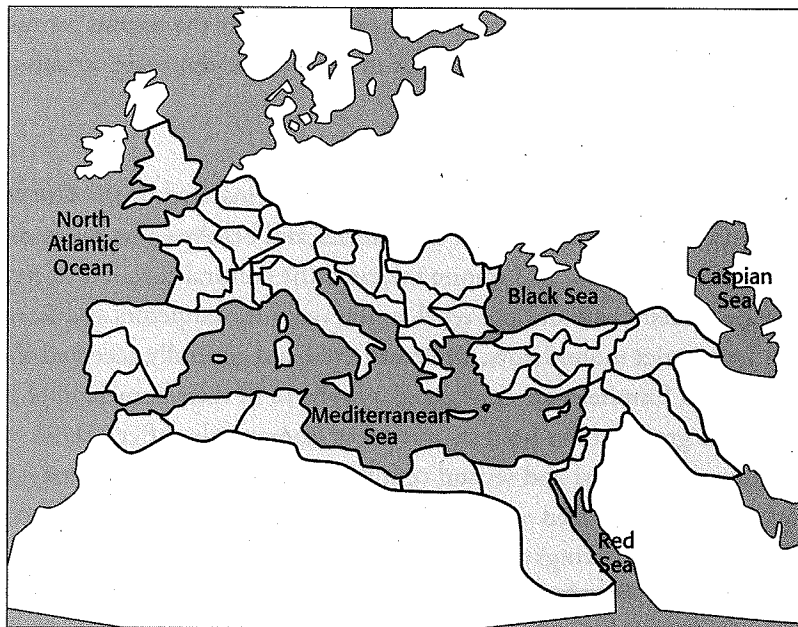 North
Atlantic
Ocean
Black Sea
Caspian
Sea
Mediterranean
Sea
Red
Sea